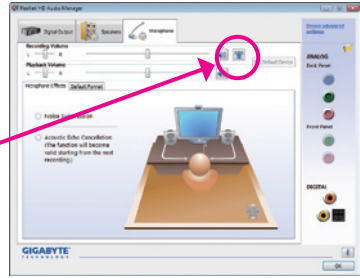 Realtek HD Audio Manager
Digital Output
Speakers
Microphone
Device advanced settings
Recording Volume
L
R
Default Device
Playback Volume
L
R
ANALOG
Back Panel
Microphone Effects
Default Format
Noise Suppression
Acoustic Echo Cancellation
(The function will become
valid starting from the next
recording.)
Front Panel
DIGITAL
GIGABYTE
TECHNOLOGY
OK